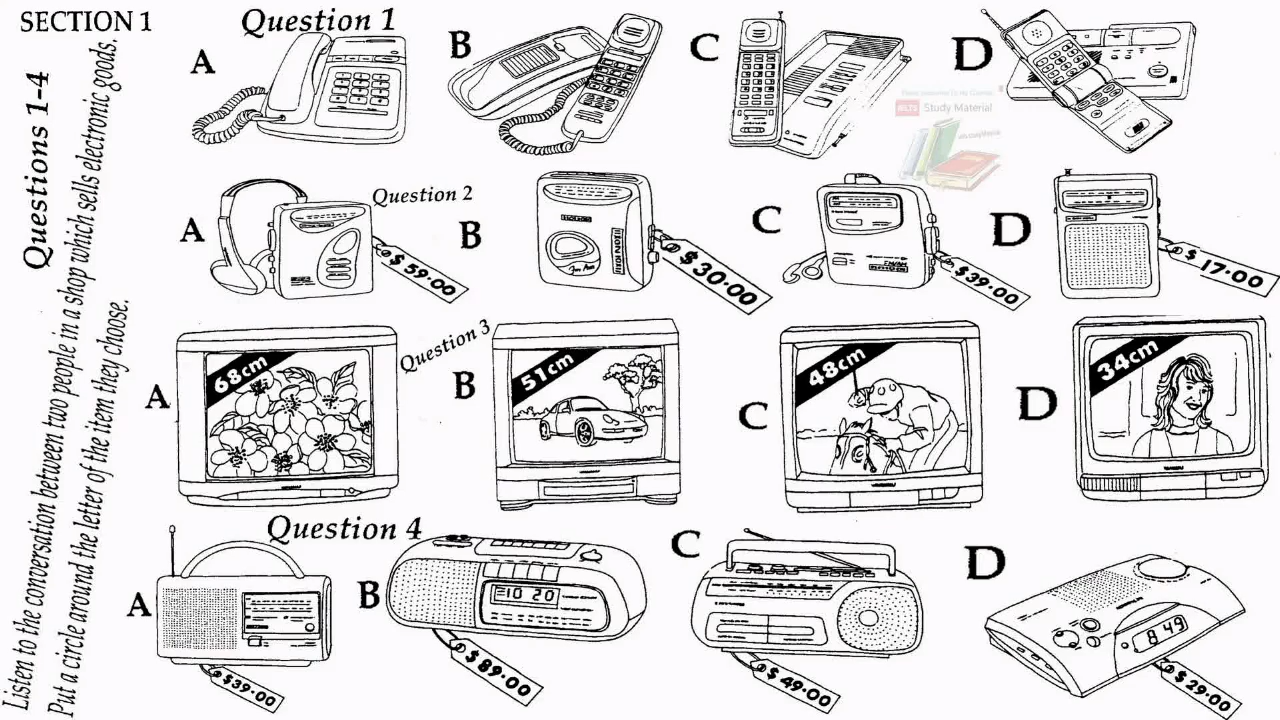 SECTION 1
Questions 1-4
Listen to the conversation between two people in a shop which sells electronic goods.
Put a circle around the letter of the item they choose.
Question 1
A
B
C
D
IELTS Study Material
Question 2
A
$59.00
B
$30.00
C
$39.00
D
$17.00
Question 3
A
68cm
B
51cm
C
48cm
D
34cm
Question 4
A
$39.00
B
10 20
$89.00
C
$49.00
D
8 49
$29.00